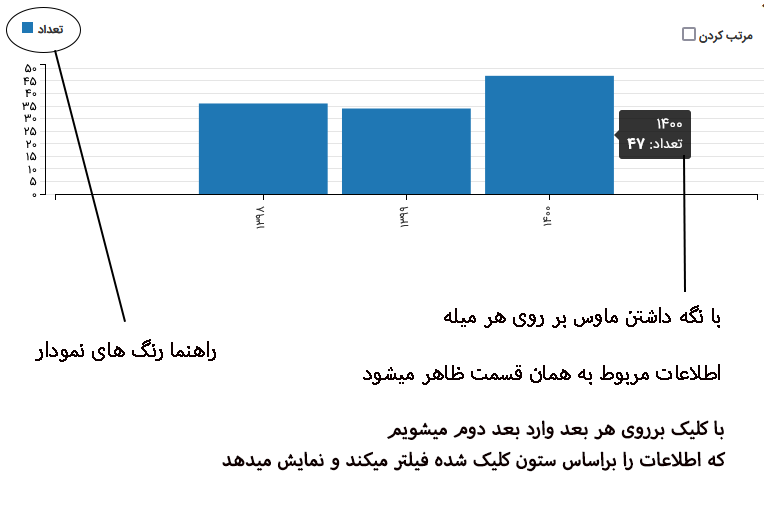 تعداد
مرتب کردن
۵۰
۴۵
۴۰
۳۵
۳۰
۲۵
۲۰
۱۵
۱۰
۵
۰
۱۴۰۰
تعداد: ۴۷
۱۳۹۸
۱۳۹۹
۱۴۰۰
با نگه داشتن ماوس بر روی هر میله
راهنما رنگ های نمودار
اطلاعات مربوط به همان قسمت ظاهر میشود
با کلیک برروی هر بعد وارد بعد دوم میشویم
که اطلاعات را براساس ستون کلیک شده فیلتر میکند و نمایش میدهد